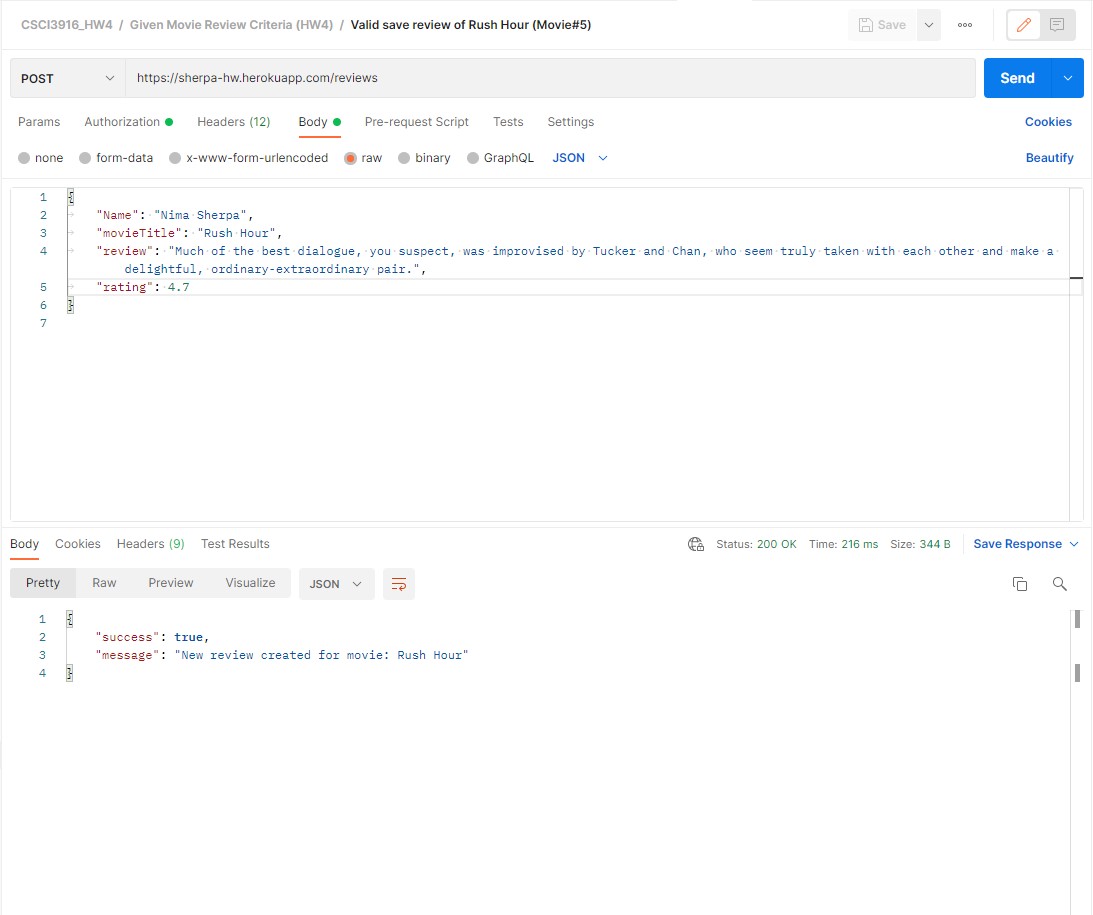 CSCI3916_HW4 / Given Movie Review Criteria (HW4) / Valid save review of Rush Hour (Movie#5) Save ooo
POST https://sherpa-hw.herokuapp.com/reviews Send
Params Authorization Headers (12) Body Pre-request Script Tests Settings Cookies
none form-data x-www-form-urlencoded raw binary GraphQL JSON Beautify
1 {
2 "Name": "Nima Sherpa",
3 "movieTitle": "Rush Hour",
4 "review": "Much of the best dialogue, you suspect, was improvised by Tucker and Chan, who seem truly taken with each other and make a
delightful, ordinary-extraordinary pair.",
5 "rating": 4.7
6 }
7
Body Cookies Headers (9) Test Results Status: 200 OK Time: 216 ms Size: 344 B Save Response
Pretty Raw Preview Visualize JSON
1 {
2 "success": true,
3 "message": "New review created for movie: Rush Hour"
4 }